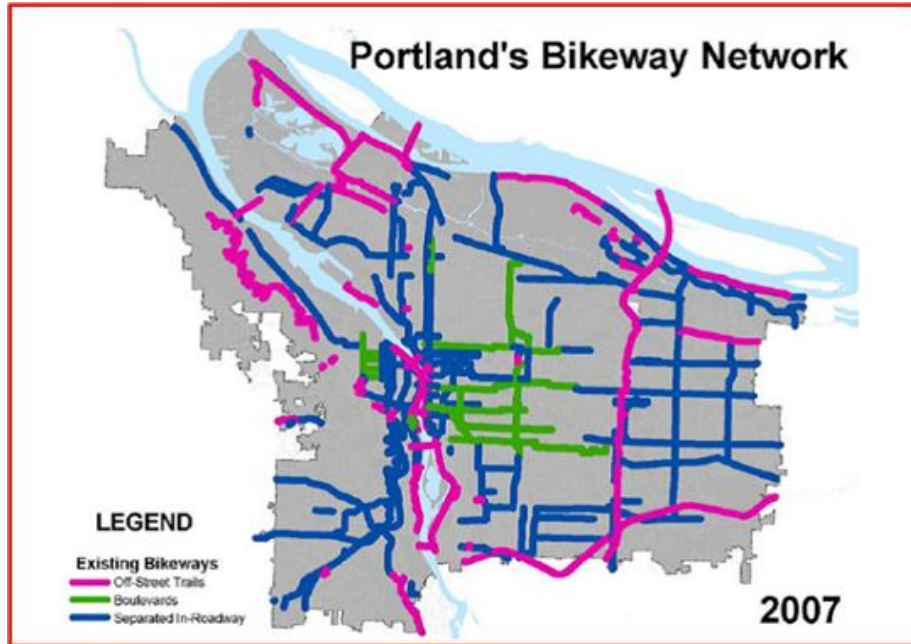 Portland's Bikeway Network
LEGEND
Existing Bikeways
Off-Street Trails
Boulevards
Separated In-Roadway
2007